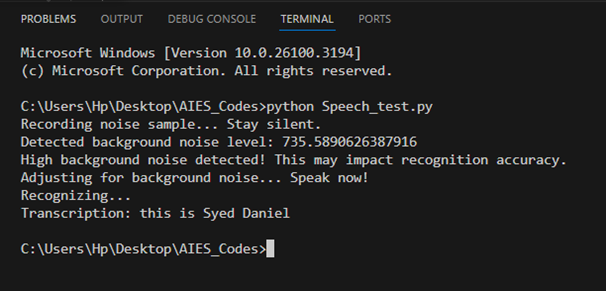 PROBLEMS OUTPUT DEBUG CONSOLE TERMINAL PORTS
Microsoft Windows [Version 10.0.26100.3194]
(c) Microsoft Corporation. All rights reserved.
C:\Users\Hp\Desktop\AIES_Codes>python Speech_test.py
Recording noise sample... Stay silent.
Detected background noise level: 735.5890626387916
High background noise detected! This may impact recognition accuracy.
Adjusting for background noise... Speak now!
Recognizing...
Transcription: this is Syed Daniel
C:\Users\Hp\Desktop\AIES_Codes>